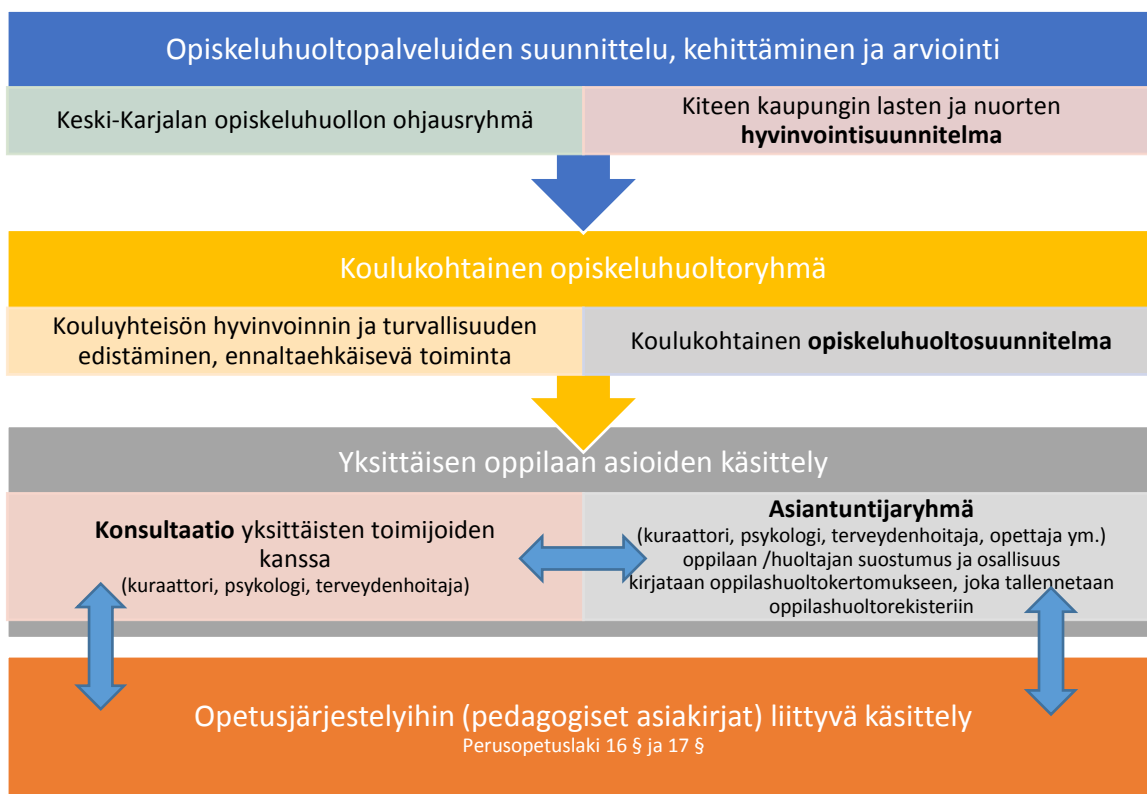 Opiskeluhuoltopalveluiden suunnittelu, kehittäminen ja arviointi
Keski-Karjalan opiskeluhuollon ohjausryhmä
Kiteen kaupungin lasten ja nuorten
hyvinvointisuunnitelma
Koulukohtainen opiskeluhuoltoryhmä
Kouluyhteisön hyvinvoinnin ja turvallisuuden
edistäminen, ennaltaehkäisevä toiminta
Koulukohtainen opiskeluhuoltosuunnitelma
Yksittäisen oppilaan asioiden käsittely
Konsultaatio yksittäisten toimijoiden
kanssa
(kuraattori, psykologi, terveydenhoitaja)
Asiantuntijaryhmä
(kuraattori, psykologi, terveydenhoitaja, opettaja ym.)
oppilaan /huoltajan suostumus ja osallisuus
kirjataan oppilashuoltokertomukseen, joka tallennetaan
oppilashuoltorekisteriin
Opetusjärjestelyihin (pedagogiset asiakirjat) liittyvä käsittely
Perusopetuslaki 16 § ja 17 §